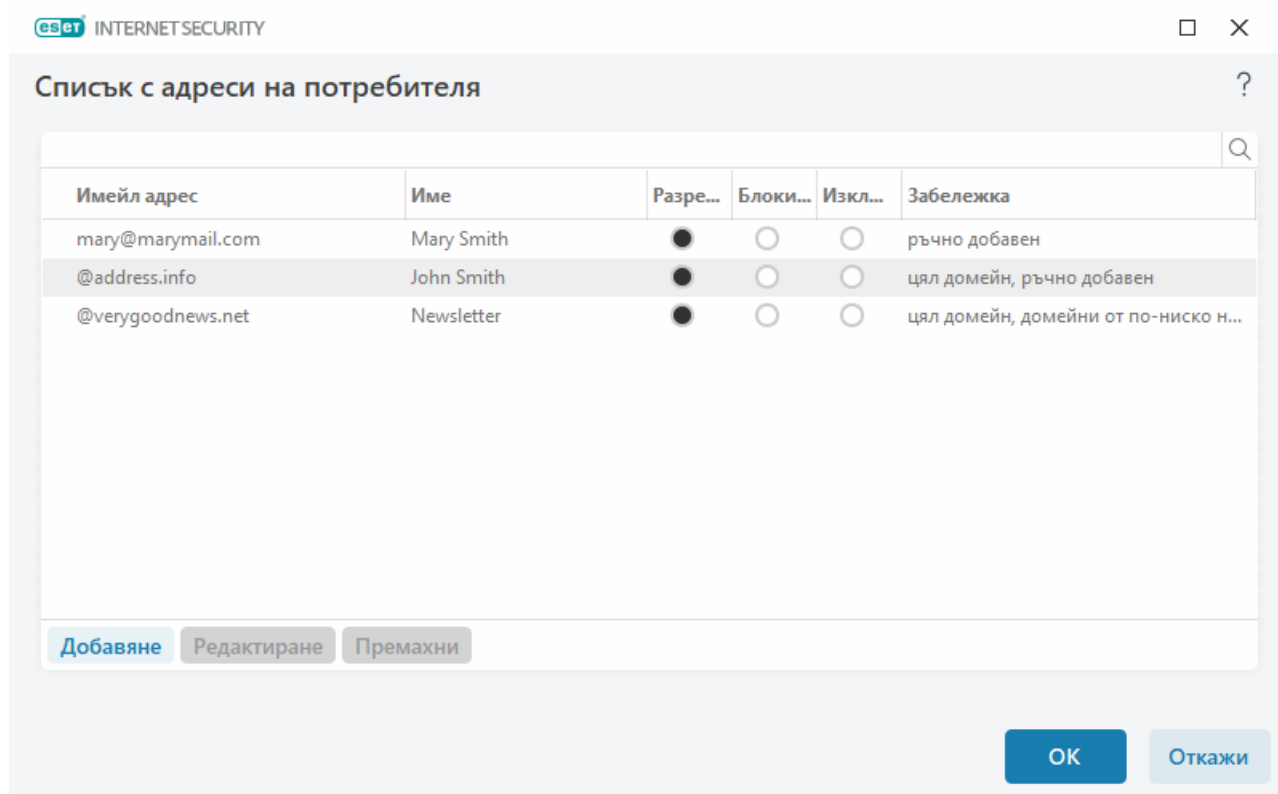 eset INTERNET SECURITY
Списък с адреси на потребителя ?
Имейл адрес Име Разре... Блоки... Изкл... Забележка
mary@marymail.com Mary Smith ръчно добавен
@address.info John Smith цял домейн, ръчно добавен
@verygoodnews.net Newsletter цял домейн, домейни от по-ниско н...
Добавяне Редактиране Премахни
ОК Откажи